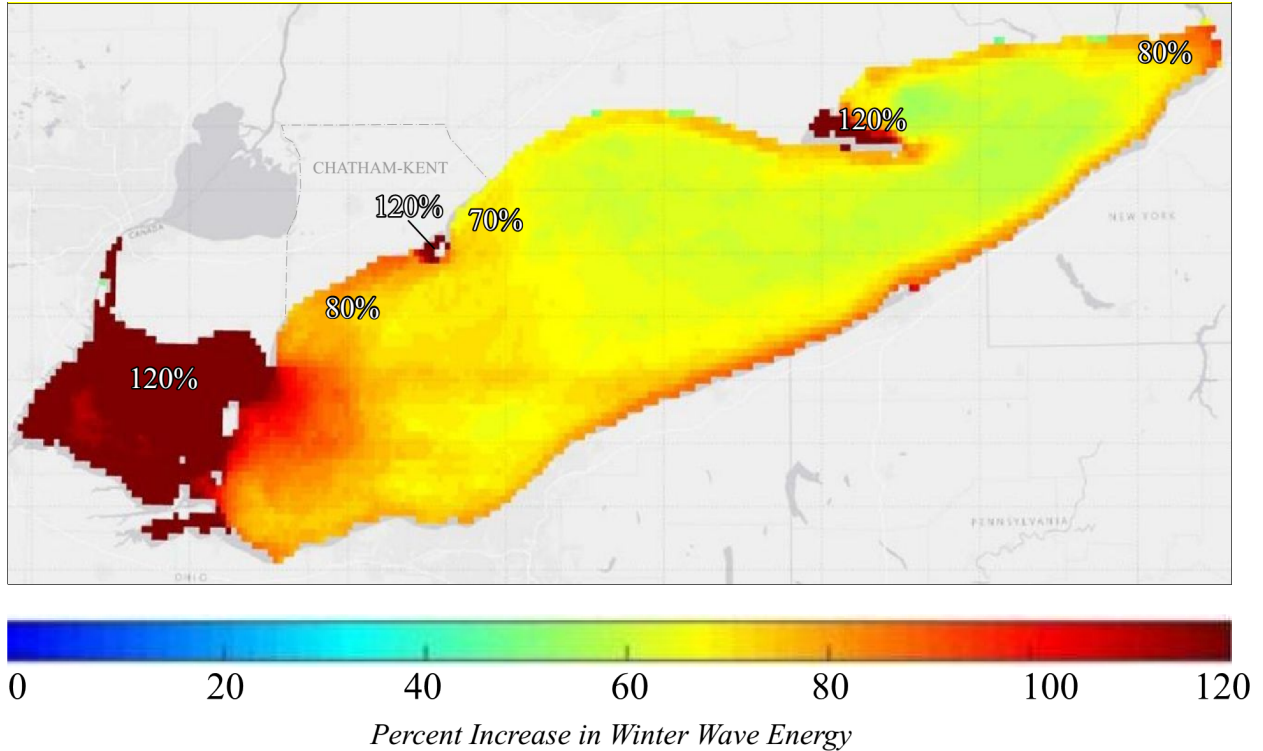 80%
120%
CHATHAM-KENT
120%
70%
NEW YORK
CANADA
80%
120%
PENNSYLVANIA
OHIO
0 20 40 60 80 100 120
Percent Increase in Winter Wave Energy